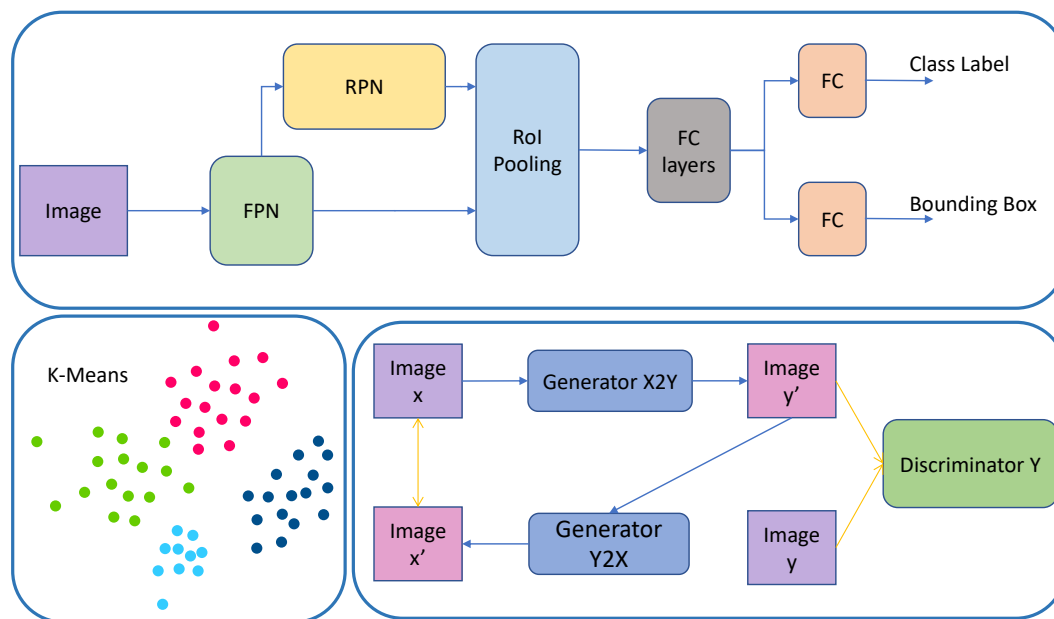 RPN
RoI
Pooling
FC
Class Label
FC
layers
Image
FPN
FC
Bounding Box
K-Means
Image
x
Generator X2Y
Image
y’
Discriminator Y
Image
x’
Generator
Y2X
Image
y